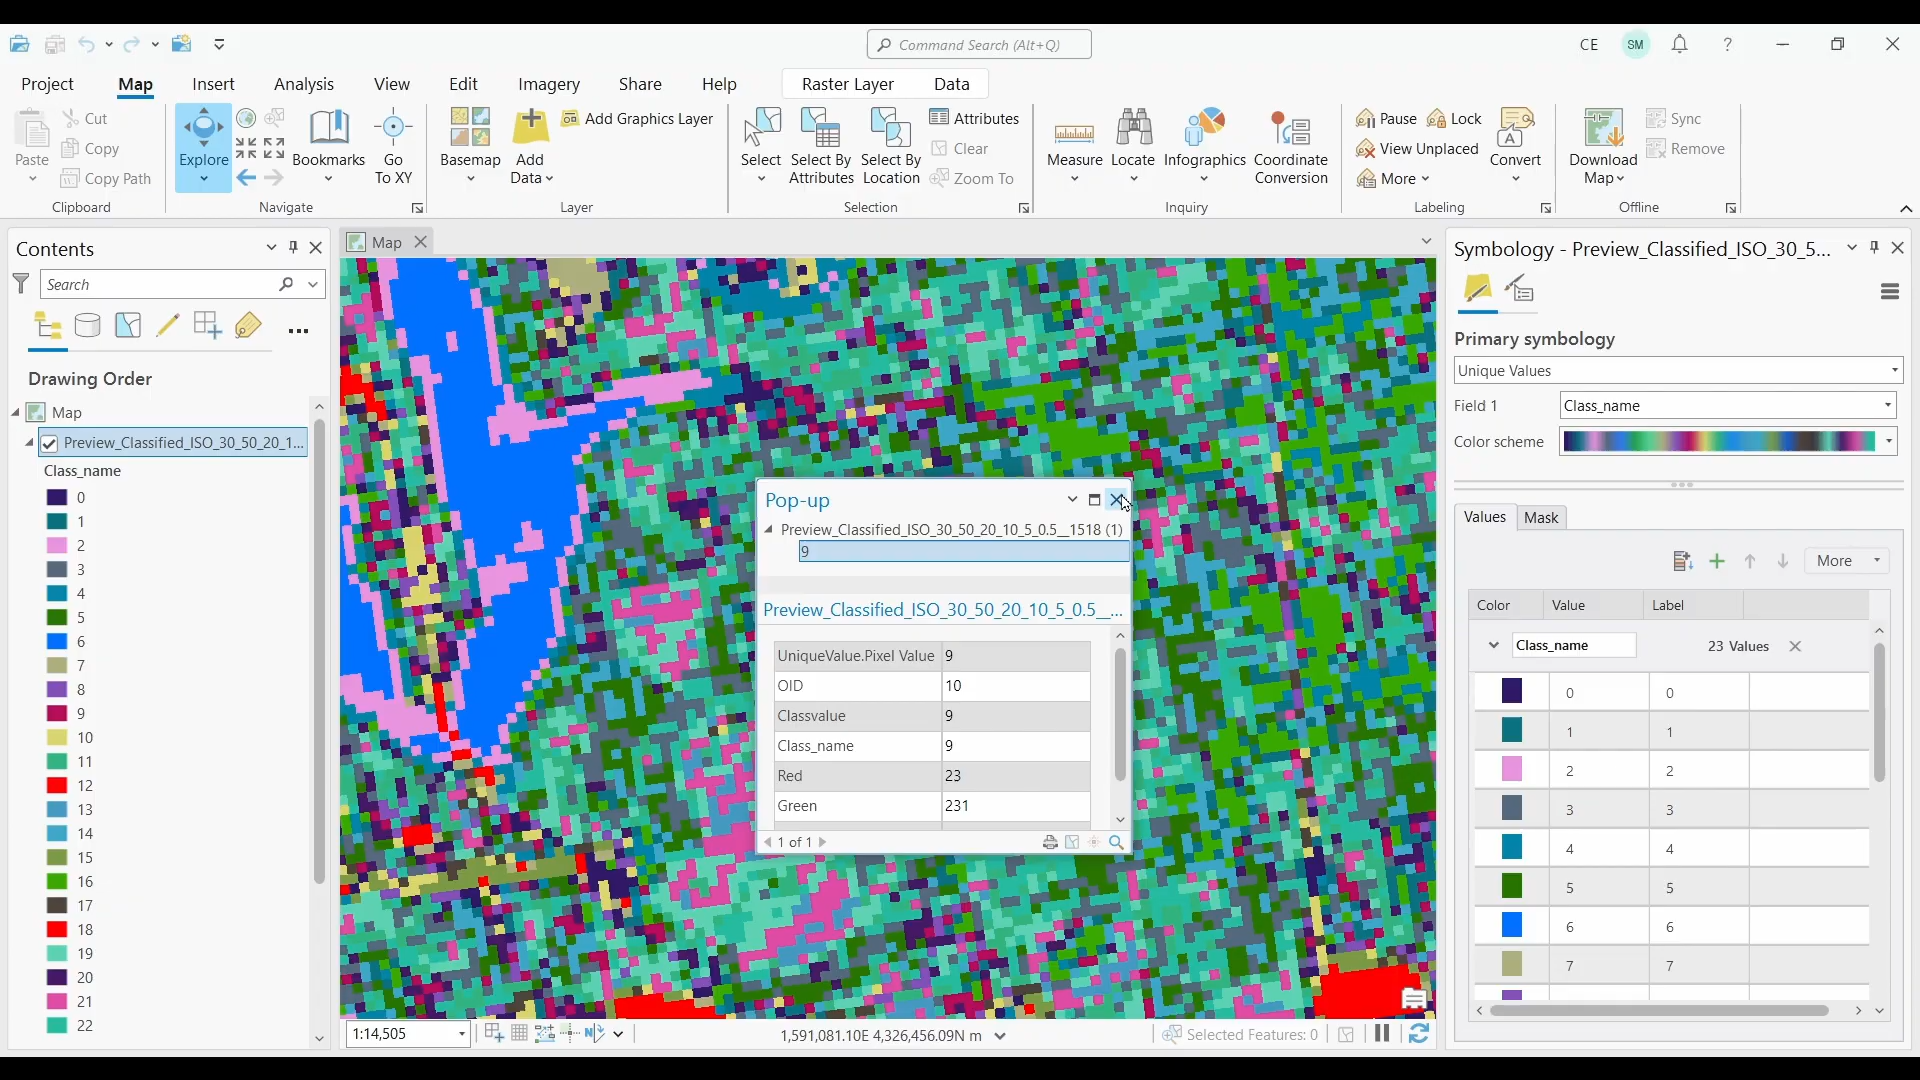 Command Search (Alt+Q)
CE
SM
?
Project
Map
Insert
Analysis
View
Edit
Imagery
Share
Help
Raster Layer
Data
Paste
Cut
Copy
Copy Path
Clipboard
Explore
Bookmarks
Go To XY
Navigate
Basemap
Add Data
Add Graphics Layer
Layer
Select
Select By Attributes
Select By Location
Attributes
Clear
Zoom To
Selection
Measure
Locate
Infographics
Coordinate Conversion
Inquiry
Pause
Lock
View Unplaced
More
Convert
Labeling
Download Map
Sync
Remove
Offline
Contents
Search
Drawing Order
Map
Preview_Classified_ISO_30_50_20_1...
Class_name
0
1
2
3
4
5
6
7
8
9
10
11
12
13
14
15
16
17
18
19
20
21
22
Map
Pop-up
Preview_Classified_ISO_30_50_20_10_5_0.5__1518 (1)
9
Preview_Classified_ISO_30_50_20_10_5_0.5__...
UniqueValue.Pixel Value 9
OID 10
Classvalue 9
Class_name 9
Red 23
Green 231
1 of 1
1:14,505
1,591,081.10E 4,326,456.09N m
Selected Features: 0
Symbology - Preview_Classified_ISO_30_5...
Primary symbology
Unique Values
Field 1 Class_name
Color scheme
Values Mask
More
Color Value Label
Class_name 23 Values
0 0
1 1
2 2
3 3
4 4
5 5
6 6
7 7